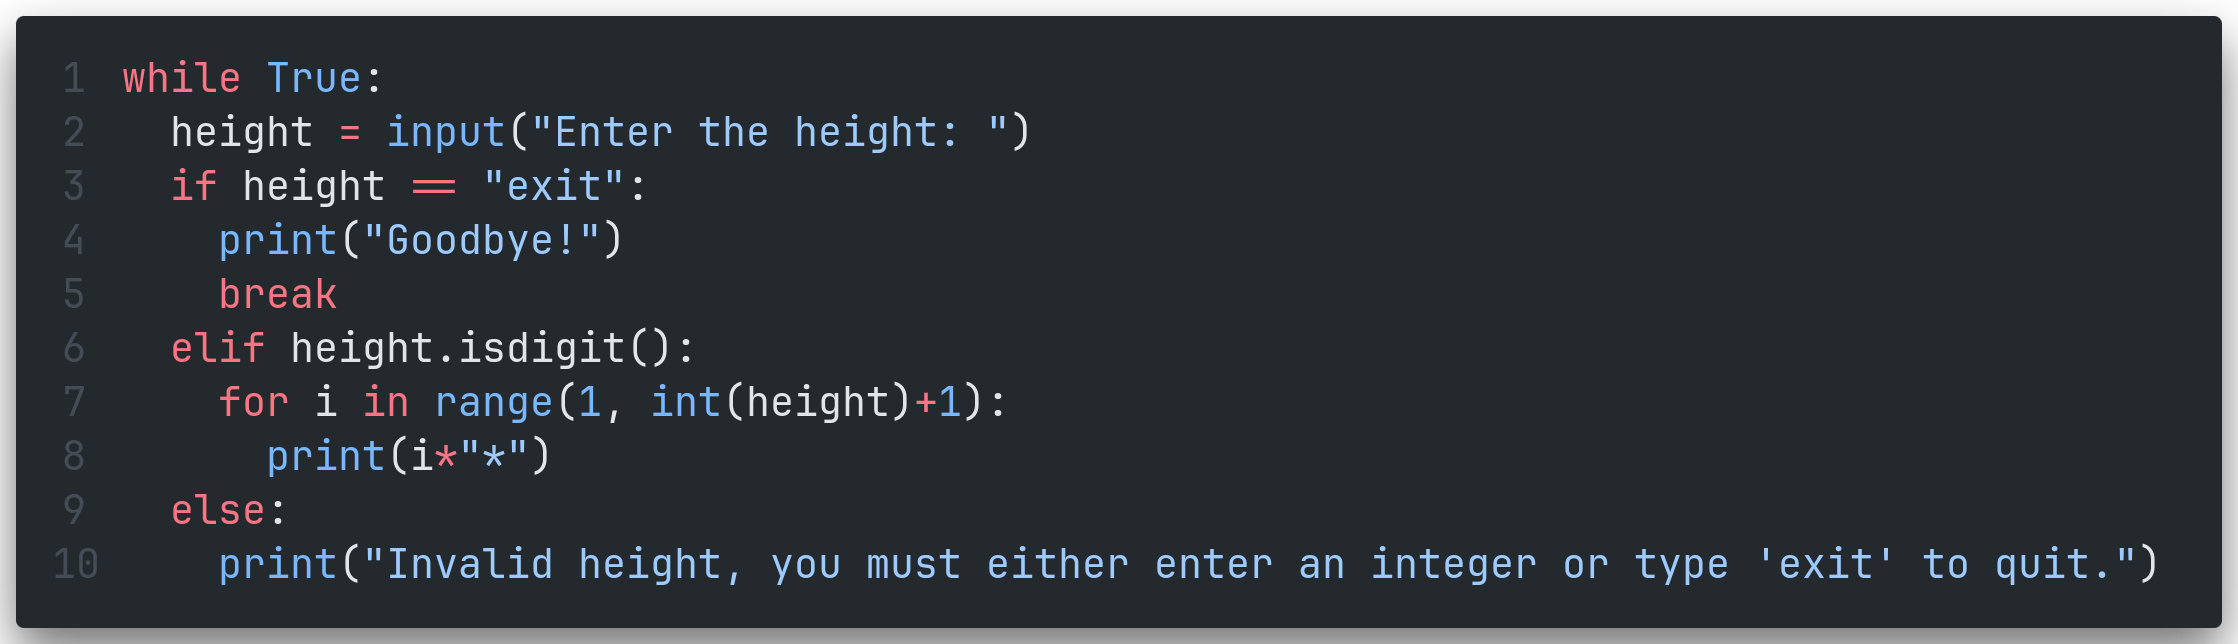 1 while True:
2   height = input("Enter the height: ")
3   if height == "exit":
4     print("Goodbye!")
5     break
6   elif height.isdigit():
7     for i in range(1, int(height)+1):
8       print(i*"*")
9   else:
10     print("Invalid height, you must either enter an integer or type 'exit' to quit.")